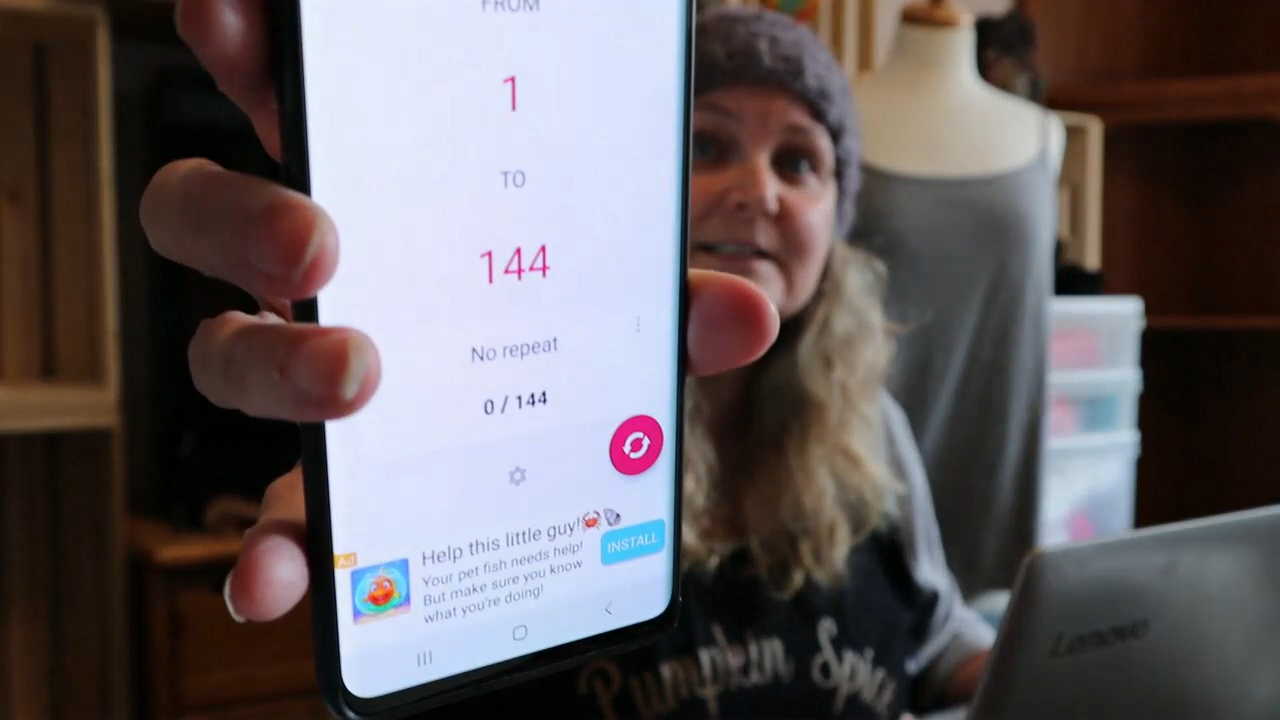 FROM
1
TO
144
No repeat
0 / 144
Ad
Help this little guy!🦀🐚
Your pet fish needs help!
But make sure you know
what you're doing!
INSTALL
Pumpkin Spice
Lenovo